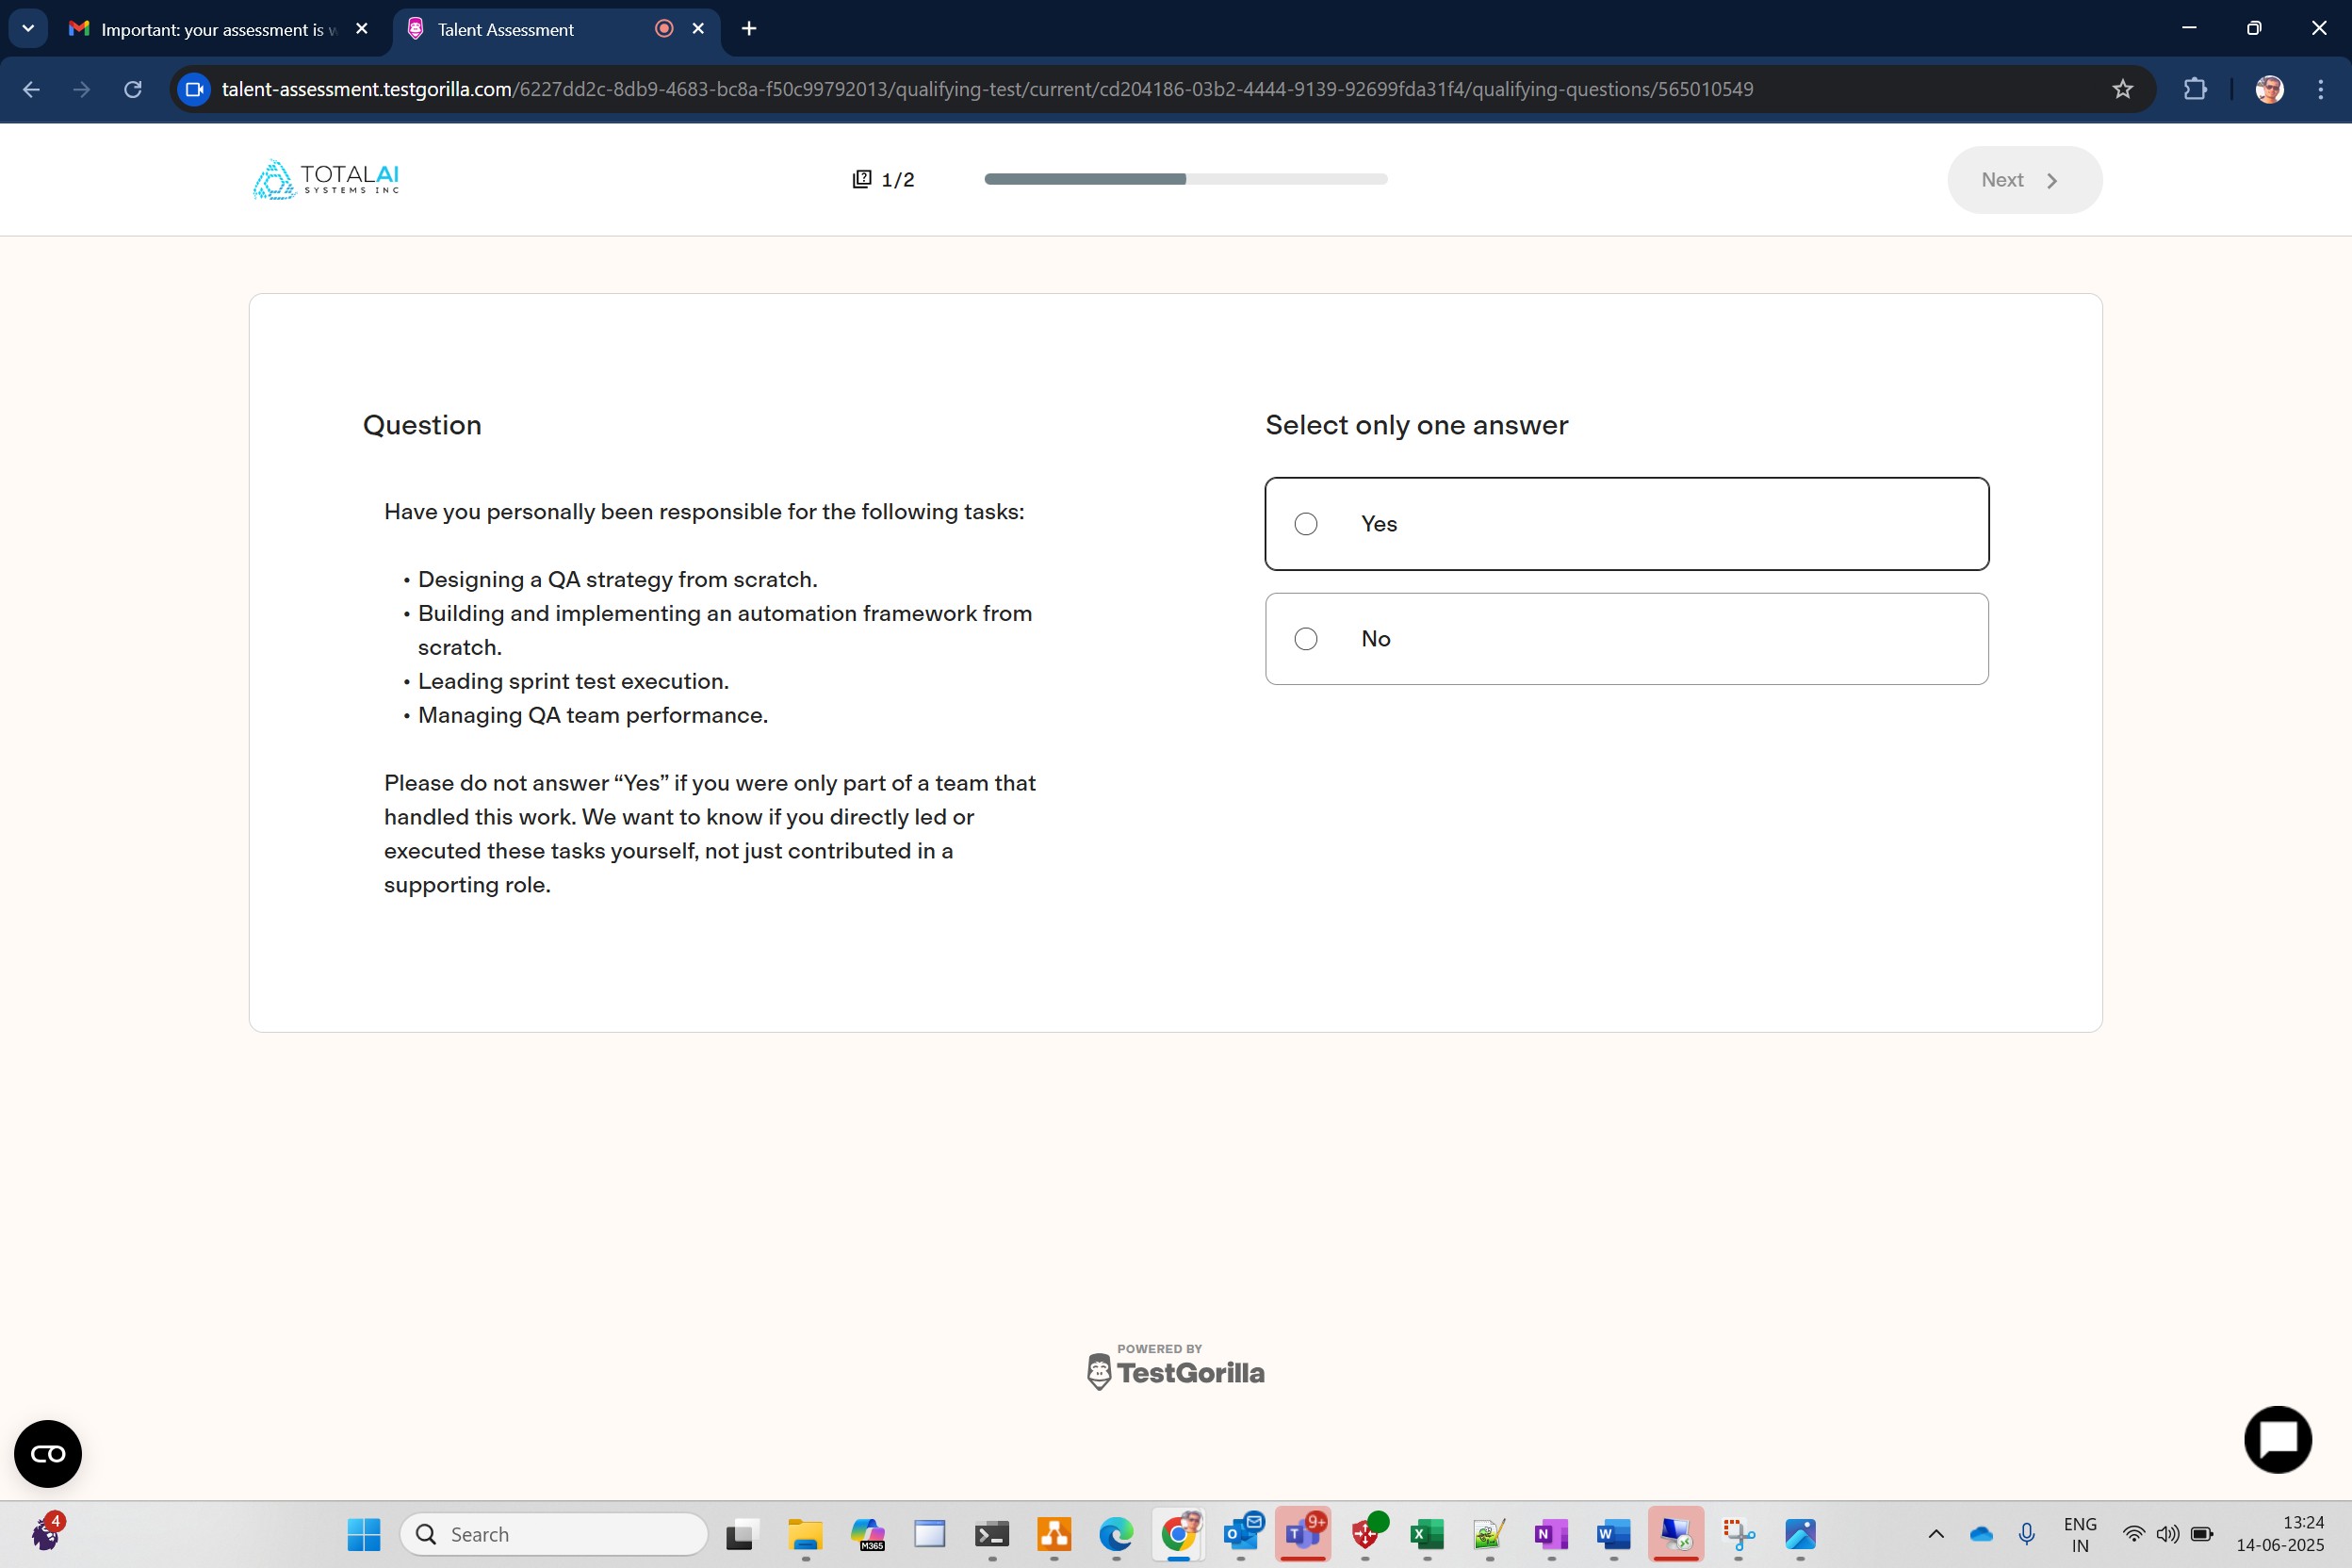 Important: your assessment is
Talent Assessment
talent-assessment.testgorilla.com/6227dd2c-8db9-4683-bc8a-f50c99792013/qualifying-test/current/cd204186-03b2-4444-9139-92699fda31f4/qualifying-questions/565010549
TOTALAI
SYSTEMS INC
1/2
Next
Question
Have you personally been responsible for the following tasks:
• Designing a QA strategy from scratch.
• Building and implementing an automation framework from
scratch.
• Leading sprint test execution.
• Managing QA team performance.
Please do not answer “Yes” if you were only part of a team that
handled this work. We want to know if you directly led or
executed these tasks yourself, not just contributed in a
supporting role.
Select only one answer
Yes
No
POWERED BY
TestGorilla
4
Search
M365
9+
ENG
IN
13:24
14-06-2025